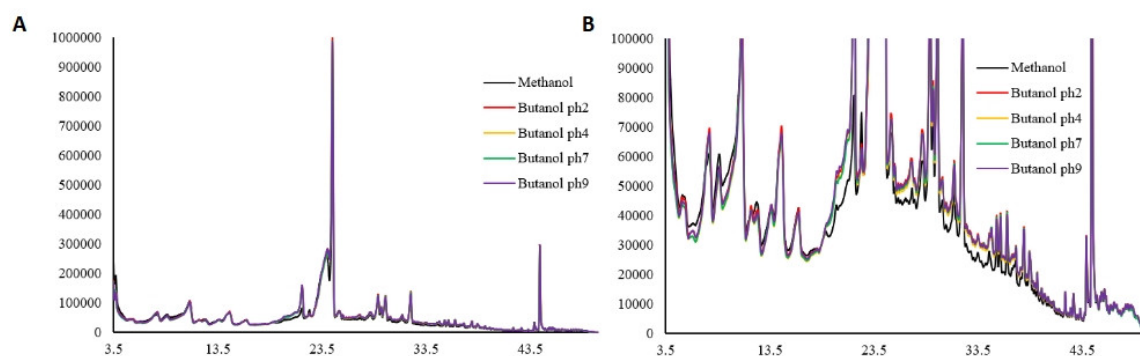 A
1000000
900000
800000
700000
600000
500000
400000
300000
200000
100000
0
3.5 13.5 23.5 33.5 43.5
Methanol
Butanol ph2
Butanol ph4
Butanol ph7
Butanol ph9
B
100000
90000
80000
70000
60000
50000
40000
30000
20000
10000
0
3.5 13.5 23.5 33.5 43.5
Methanol
Butanol ph2
Butanol ph4
Butanol ph7
Butanol ph9